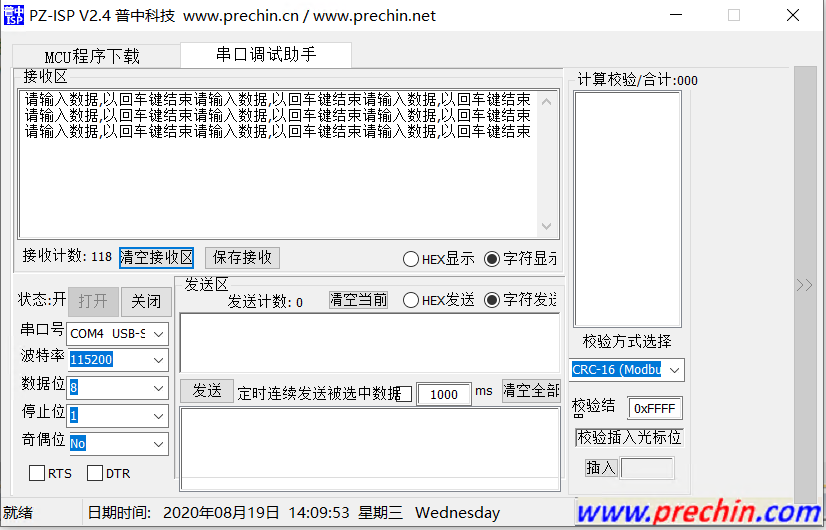 普中 ISP PZ-ISP V2.4 普中科技 www.prechin.cn / www.prechin.net
MCU程序下载 串口调试助手
接收区
请输入数据,以回车键结束请输入数据,以回车键结束请输入数据,以回车键结束
请输入数据,以回车键结束请输入数据,以回车键结束请输入数据,以回车键结束
请输入数据,以回车键结束请输入数据,以回车键结束请输入数据,以回车键结束
接收计数: 118 清空接收区 保存接收 HEX显示 字符显示
状态:开 打开 关闭
串口号 COM4 USB-S
波特率 115200
数据位 8
停止位 1
奇偶位 No
RTS DTR
发送区
发送计数: 0 清空当前 HEX发送 字符发送
发送 定时连续发送被选中数据 1000 ms 清空全部
计算校验/合计:000
校验方式选择
CRC-16 (Modbu
校验结 0xFFFF
校验插入光标位
插入
就绪 日期时间: 2020年08月19日 14:09:53 星期三 Wednesday
www.prechin.com